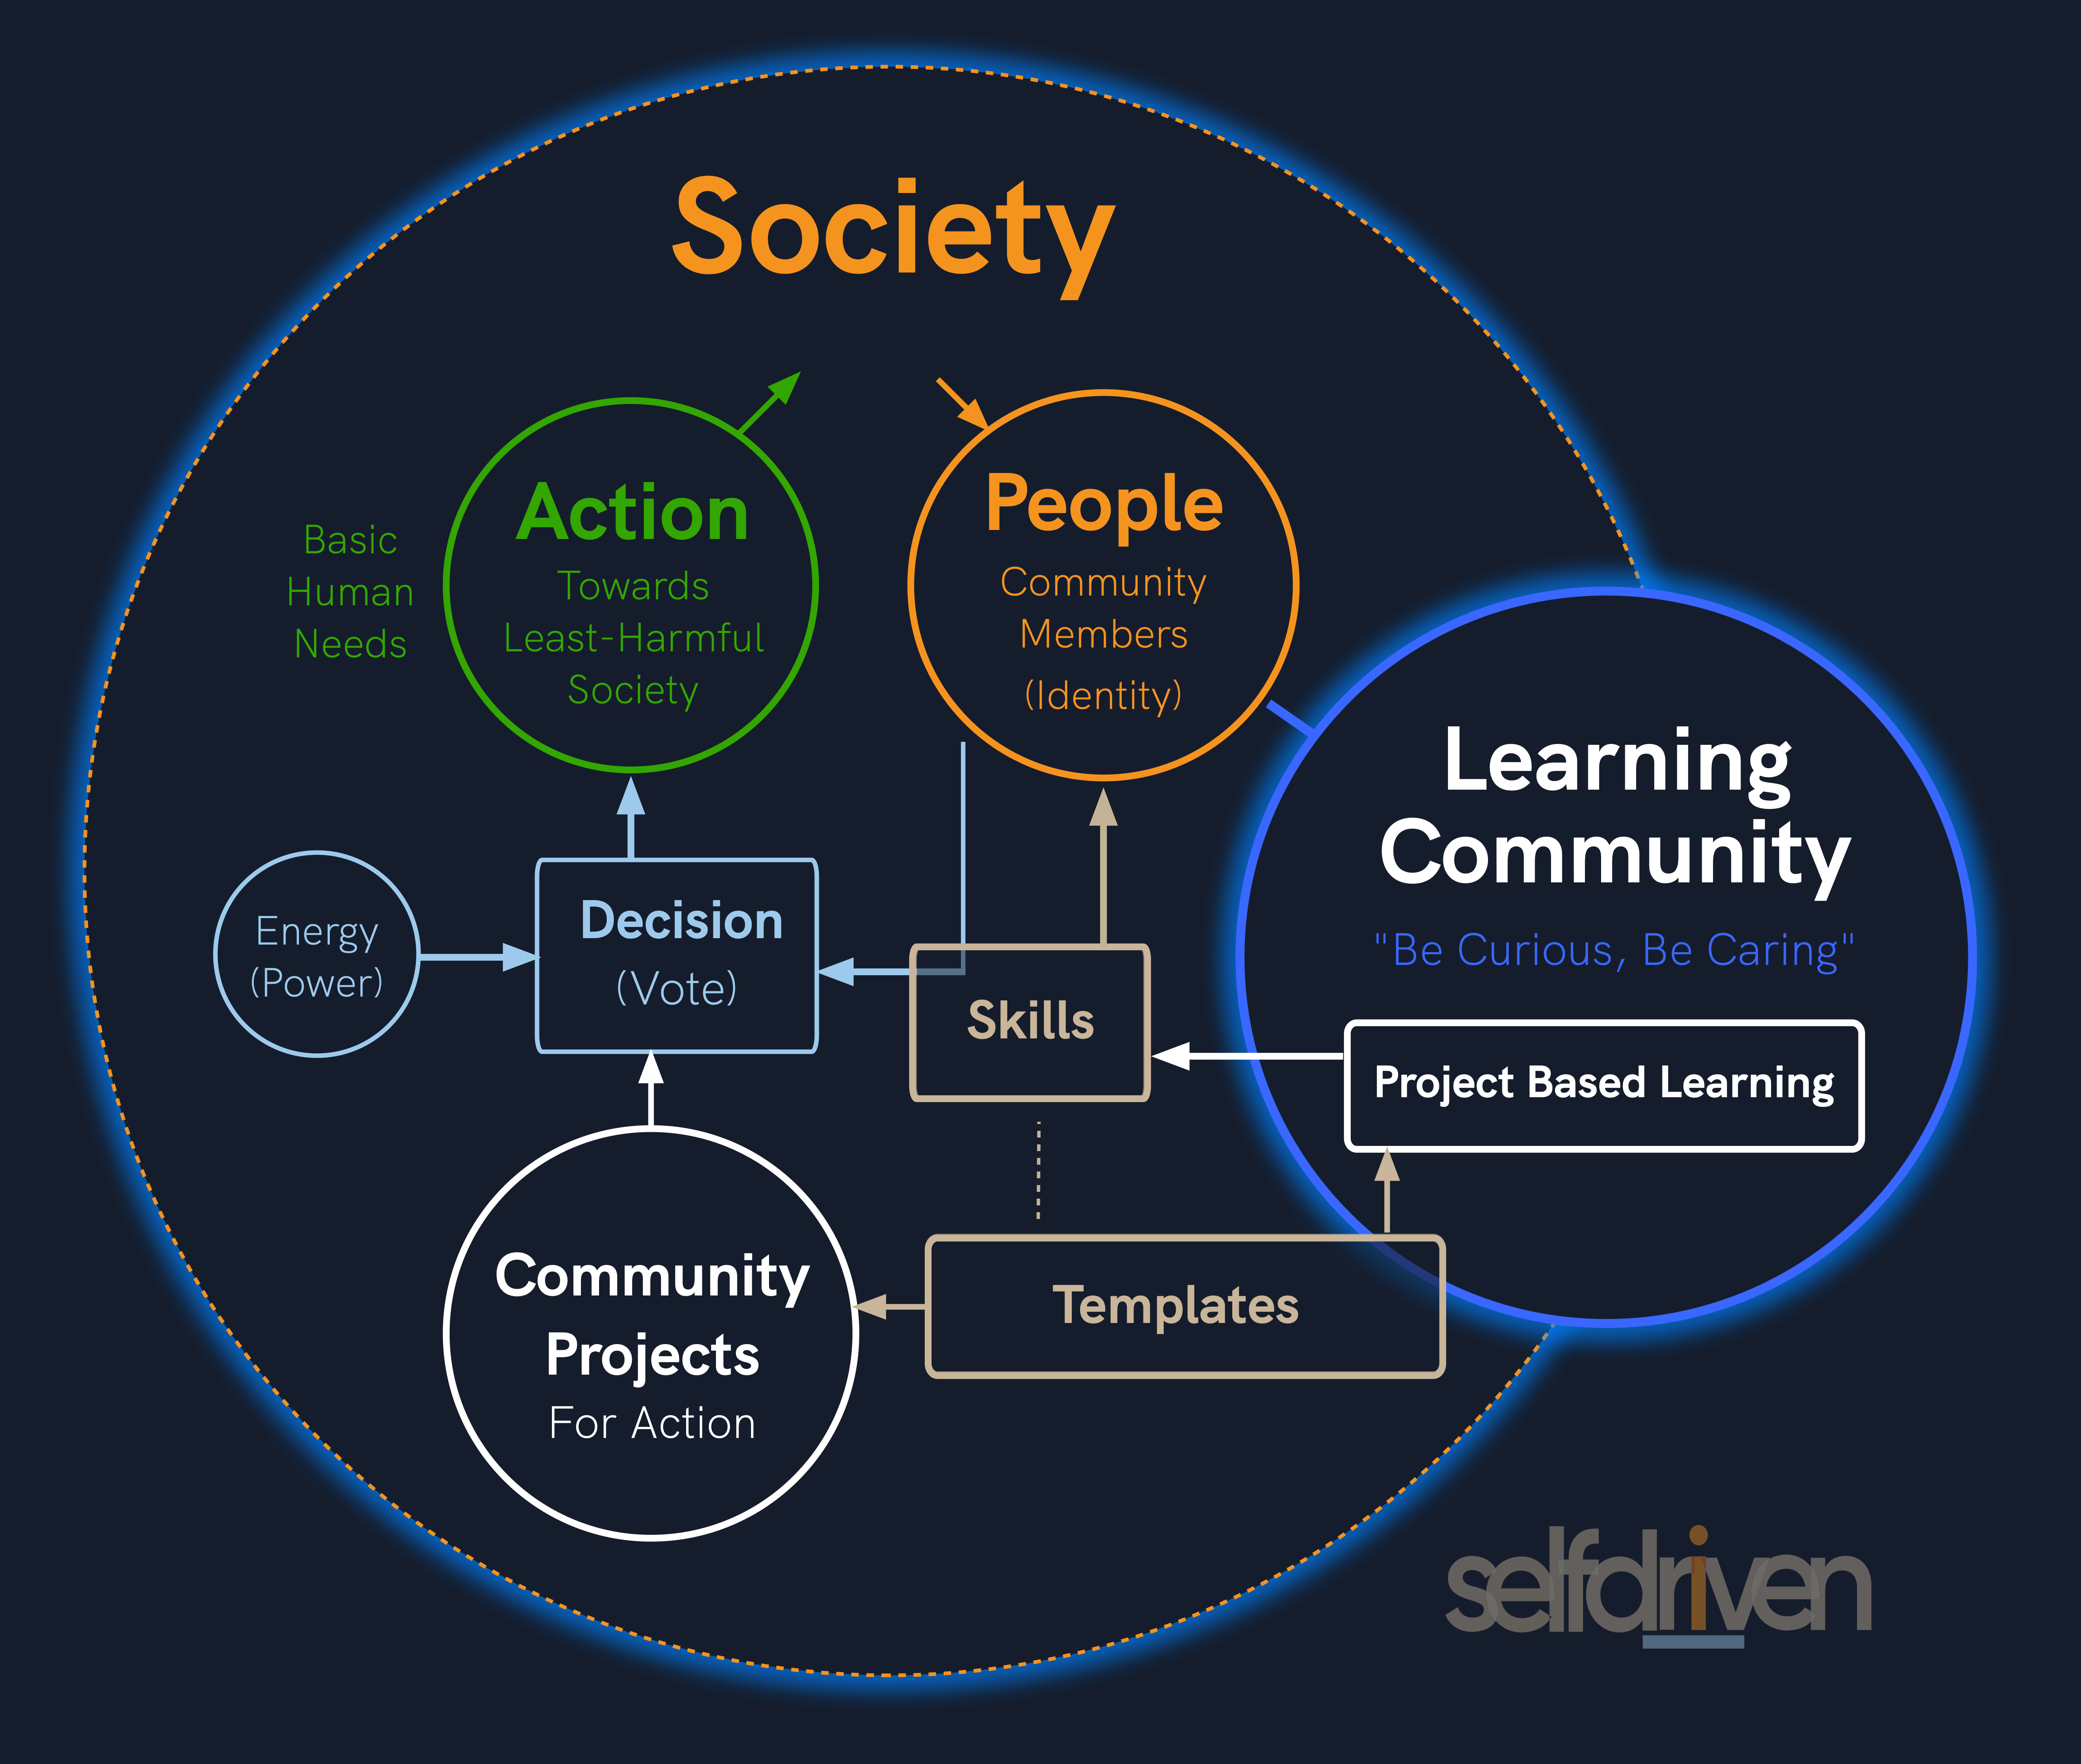 Society
Action
Towards
Least-Harmful
Society
Basic
Human
Needs
People
Community
Members
(Identity)
Learning
Community
"Be Curious, Be Caring"
Project Based Learning
Energy
(Power)
Decision
(Vote)
Skills
Community
Projects
For Action
Templates
selfdriven